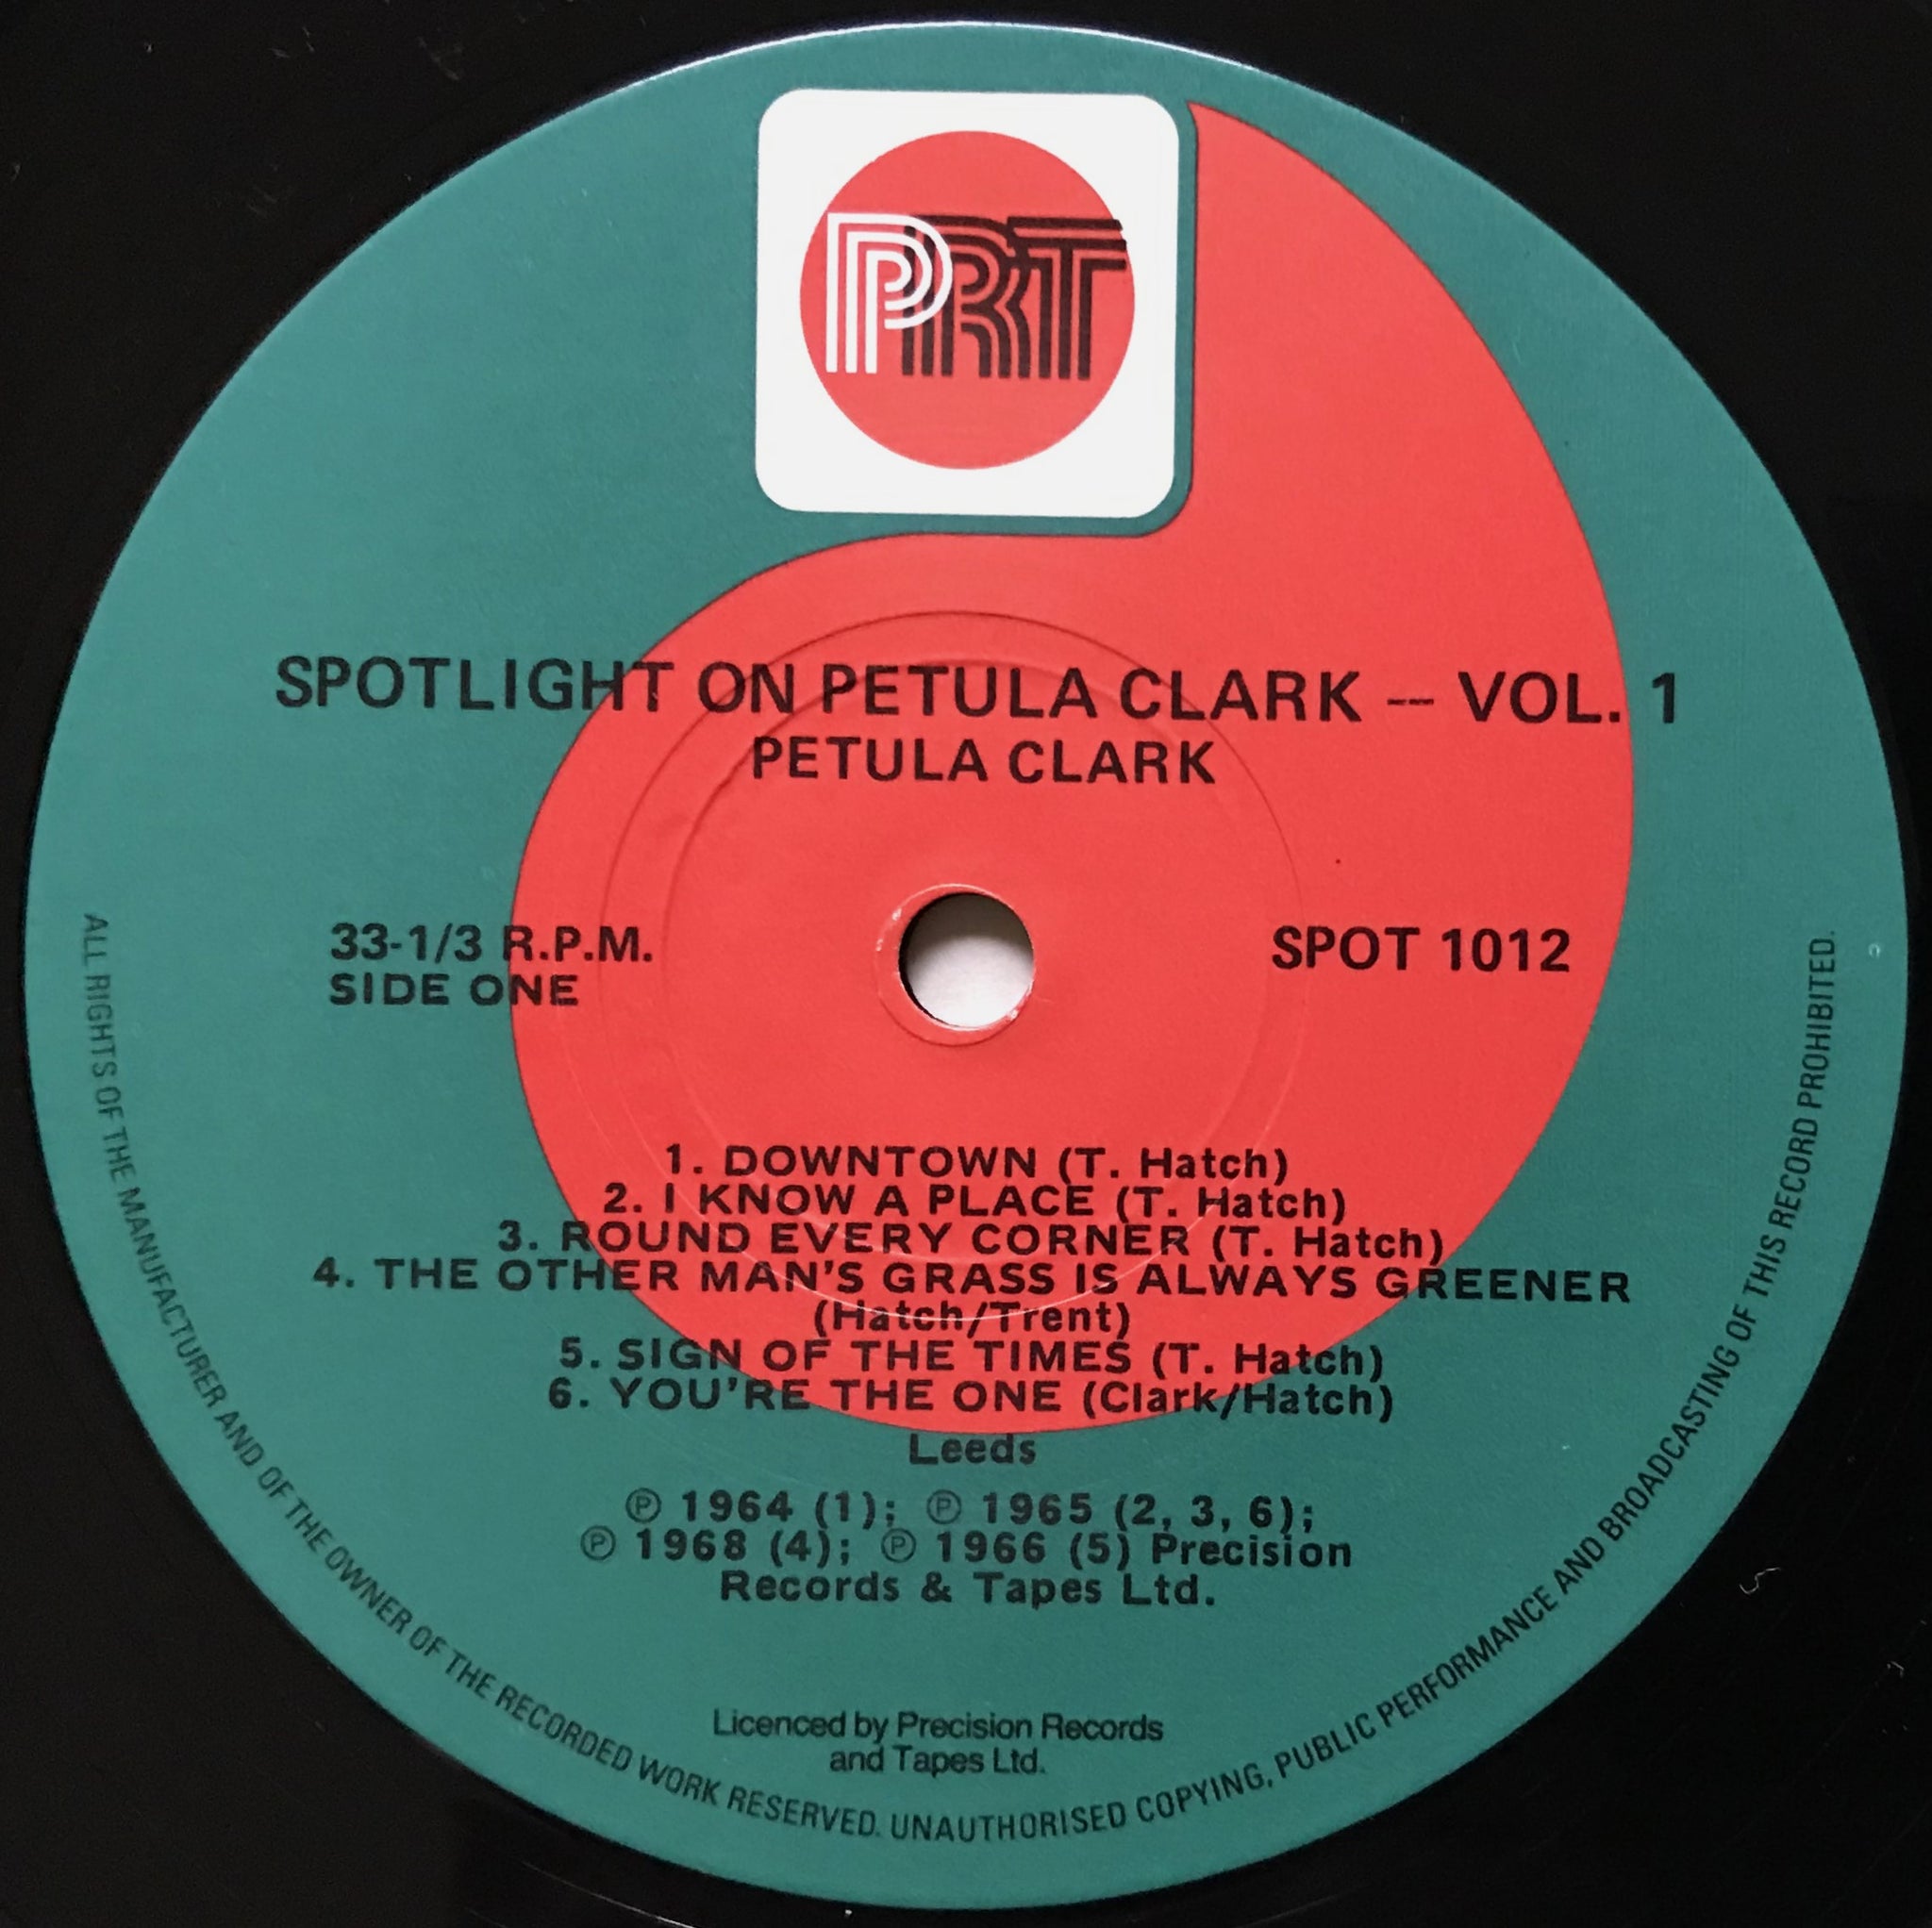 PRT
SPOTLIGHT ON PETULA CLARK -- VOL. 1
PETULA CLARK
33-1/3 R.P.M.
SIDE ONE
SPOT 1012
1. DOWNTOWN (T. Hatch)
2. I KNOW A PLACE (T. Hatch)
3. ROUND EVERY CORNER (T. Hatch)
4. THE OTHER MAN'S GRASS IS ALWAYS GREENER
(Hatch/Trent)
5. SIGN OF THE TIMES (T. Hatch)
6. YOU'RE THE ONE (Clark/Hatch)
Leeds
℗ 1964 (1); ℗ 1965 (2, 3, 6);
℗ 1968 (4); ℗ 1966 (5) Precision
Records & Tapes Ltd.
Licenced by Precision Records
and Tapes Ltd.
ALL RIGHTS OF THE MANUFACTURER AND OF THE OWNER OF THE RECORDED WORK RESERVED. UNAUTHORISED COPYING, PUBLIC PERFORMANCE AND BROADCASTING OF THIS RECORD PROHIBITED.